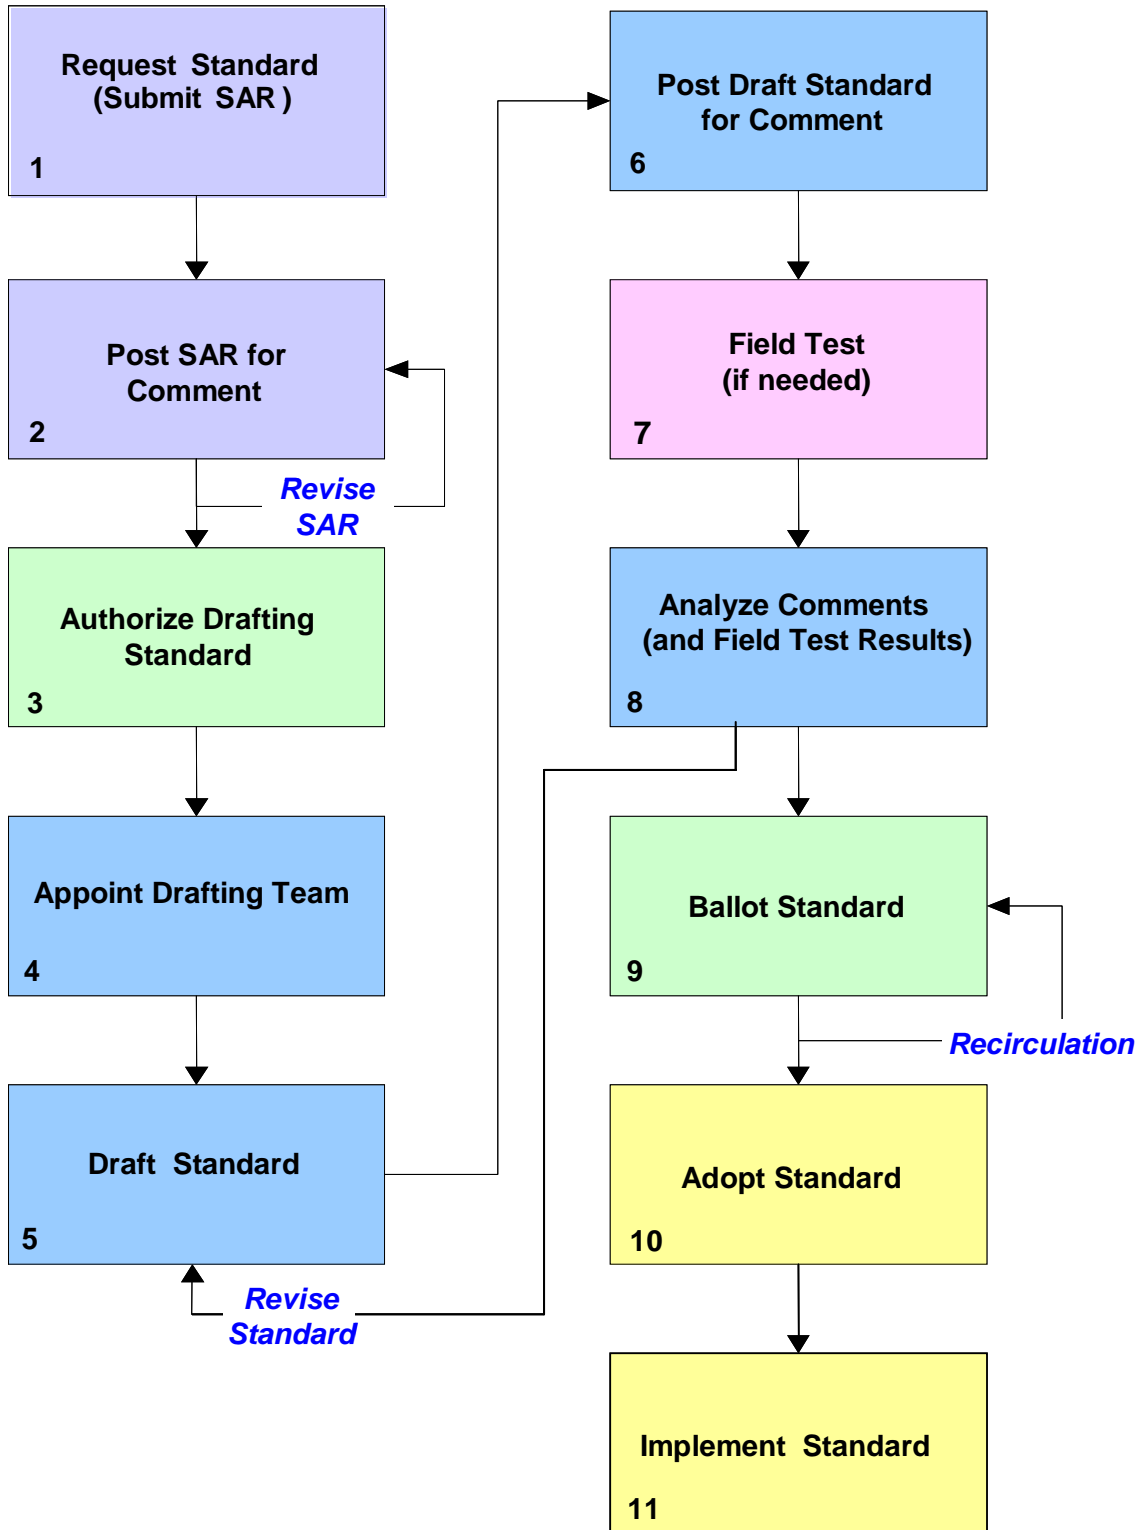 Request Standard
(Submit SAR )
1
Post SAR for
Comment
2
Revise
SAR
Authorize Drafting
Standard
3
Appoint Drafting Team
4
Draft Standard
5
Revise
Standard
Post Draft Standard
for Comment
6
Field Test
(if needed)
7
Analyze Comments
(and Field Test Results)
8
Ballot Standard
9
Recirculation
Adopt Standard
10
Implement Standard
11